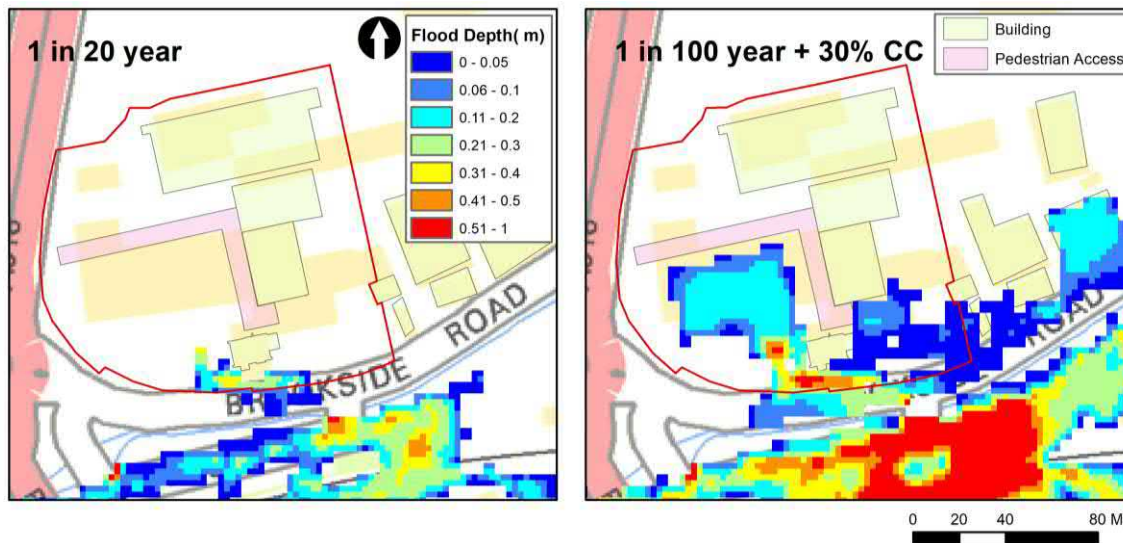 1 in 20 year
Flood Depth( m)
0 - 0.05
0.06 - 0.1
0.11 - 0.2
0.21 - 0.3
0.31 - 0.4
0.41 - 0.5
0.51 - 1
BROOKSIDE ROAD
1 in 100 year + 30% CC
Building
Pedestrian Access
ROAD
0 20 40 80 M